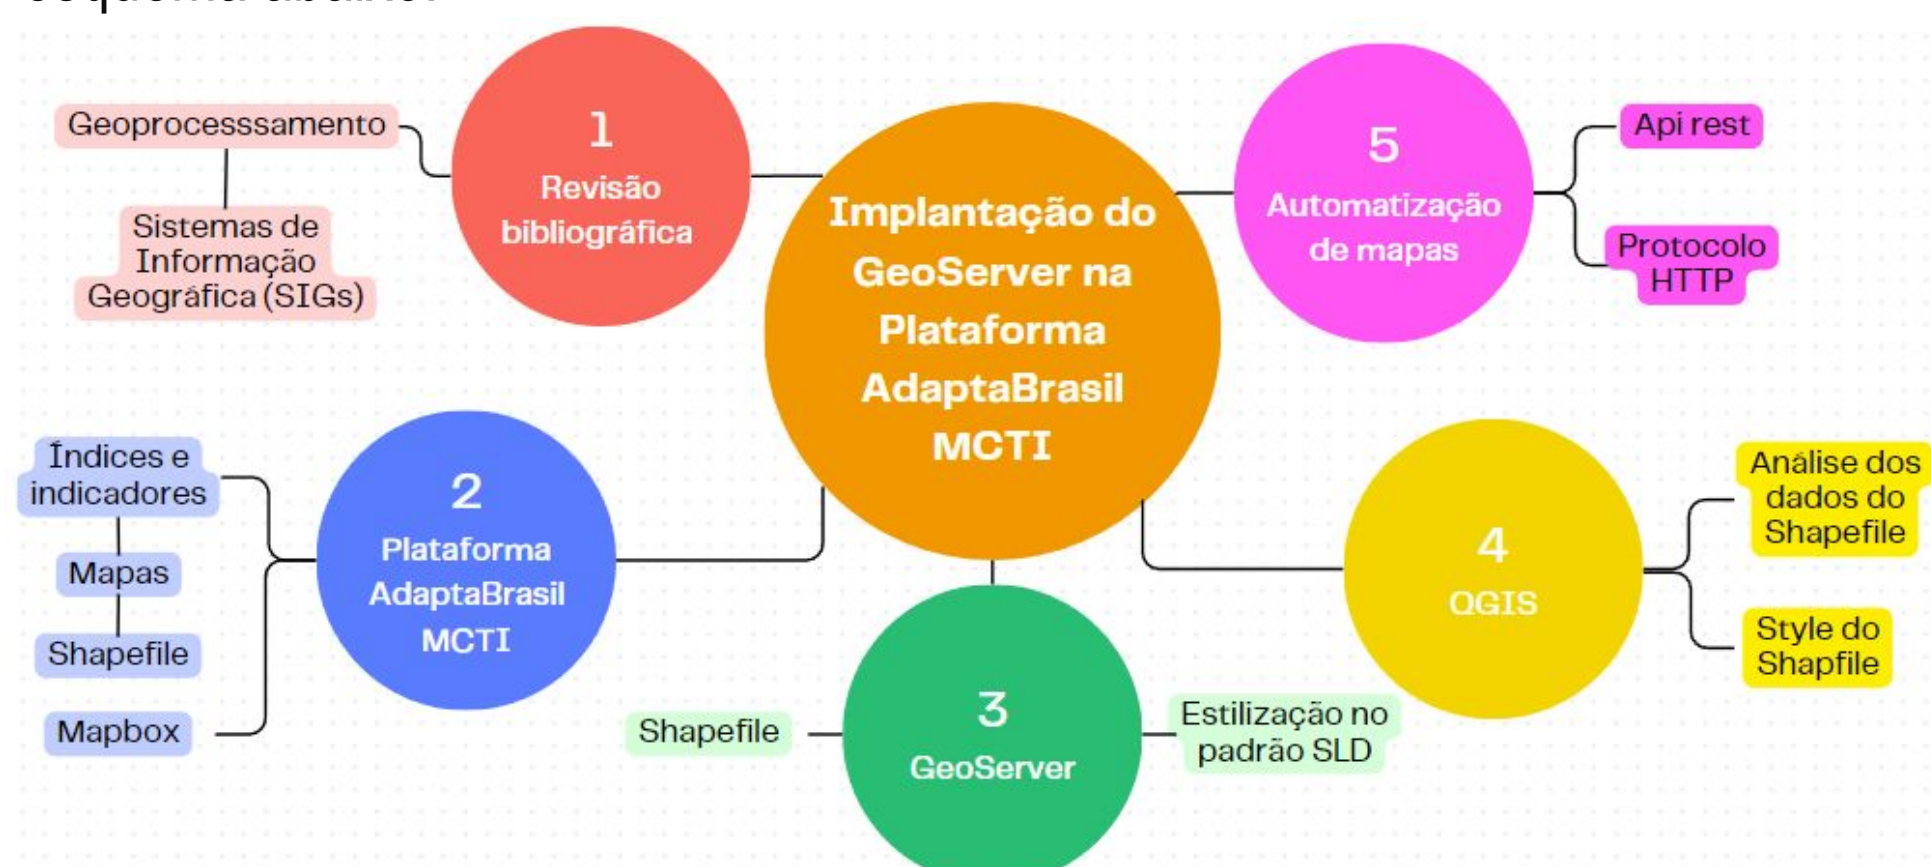 Geoprocesssamento
Sistemas de
Informação
Geográfica (SIGs)
1
Revisão
bibliográfica
Implantação do
GeoServer na
Plataforma
AdaptaBrasil
MCTI
5
Automatização
de mapas
Api rest
Protocolo
HTTP
Índices e
indicadores
Mapas
Shapefile
Mapbox
2
Plataforma
AdaptaBrasil
MCTI
Shapefile
3
GeoServer
Estilização no
padrão SLD
4
QGIS
Análise dos
dados do
Shapefile
Style do
Shapfile